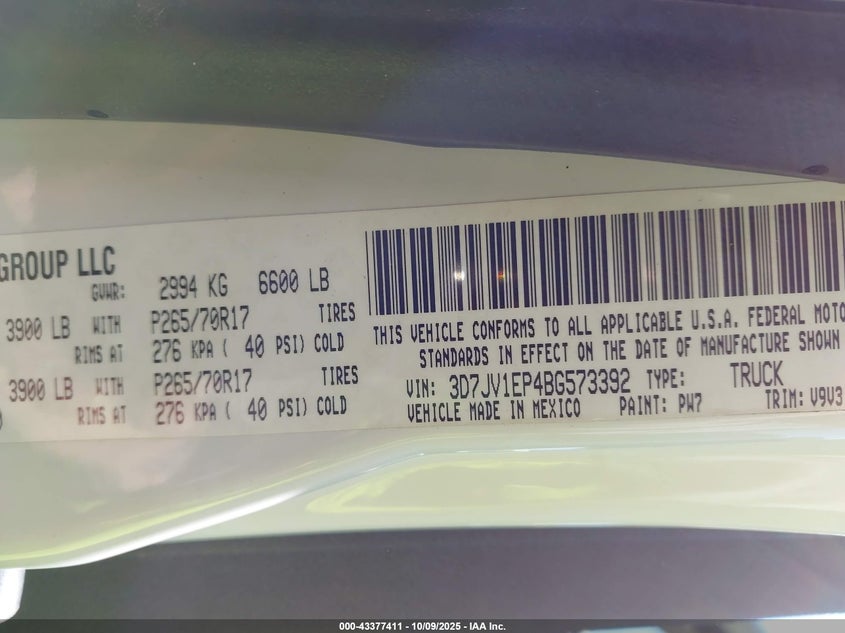 GROUP LLC
GVWR: 2994 KG 6600 LB
3900 LB WITH P265/70R17 TIRES
RIMS AT 276 KPA ( 40 PSI) COLD
3900 LB WITH P265/70R17 TIRES
RIMS AT 276 KPA ( 40 PSI) COLD
THIS VEHICLE CONFORMS TO ALL APPLICABLE U.S.A. FEDERAL MOTO
STANDARDS IN EFFECT ON THE DATE OF MANUFACTURE SHOWN
VIN: 3D7JV1EP4BG573392 TYPE: TRUCK
VEHICLE MADE IN MEXICO PAINT: PW7 TRIM: V9V3
000-43377411 - 10/09/2025 - IAA Inc.